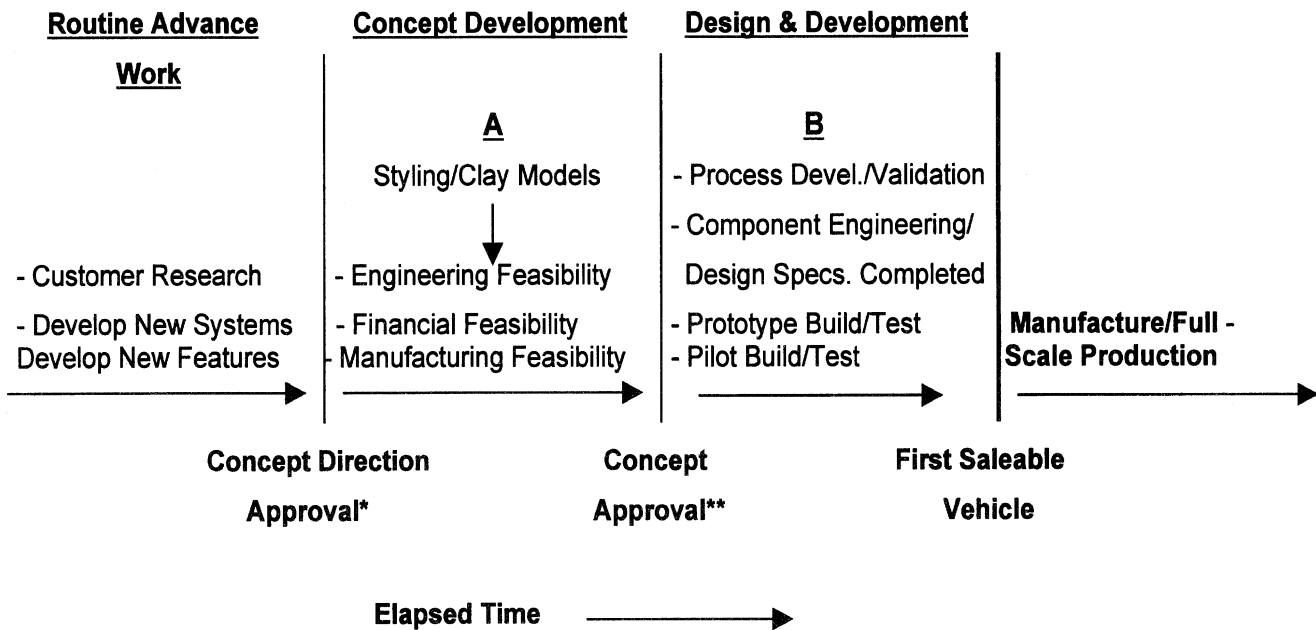 Routine Advance
Work
- Customer Research
- Develop New Systems
Develop New Features
Concept Development
A
Styling/Clay Models
- Engineering Feasibility
- Financial Feasibility
- Manufacturing Feasibility
Design & Development
B
- Process Devel./Validation
- Component Engineering/
Design Specs. Completed
- Prototype Build/Test
- Pilot Build/Test
Manufacture/Full -
Scale Production
Concept Direction
Approval*
Concept
Approval**
First Saleable
Vehicle
Elapsed Time